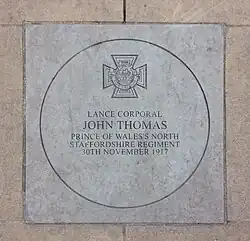 LANCE CORPORAL
JOHN THOMAS
PRINCE OF WALES'S NORTH
STAFFORDSHIRE REGIMENT
30TH NOVEMBER 1917